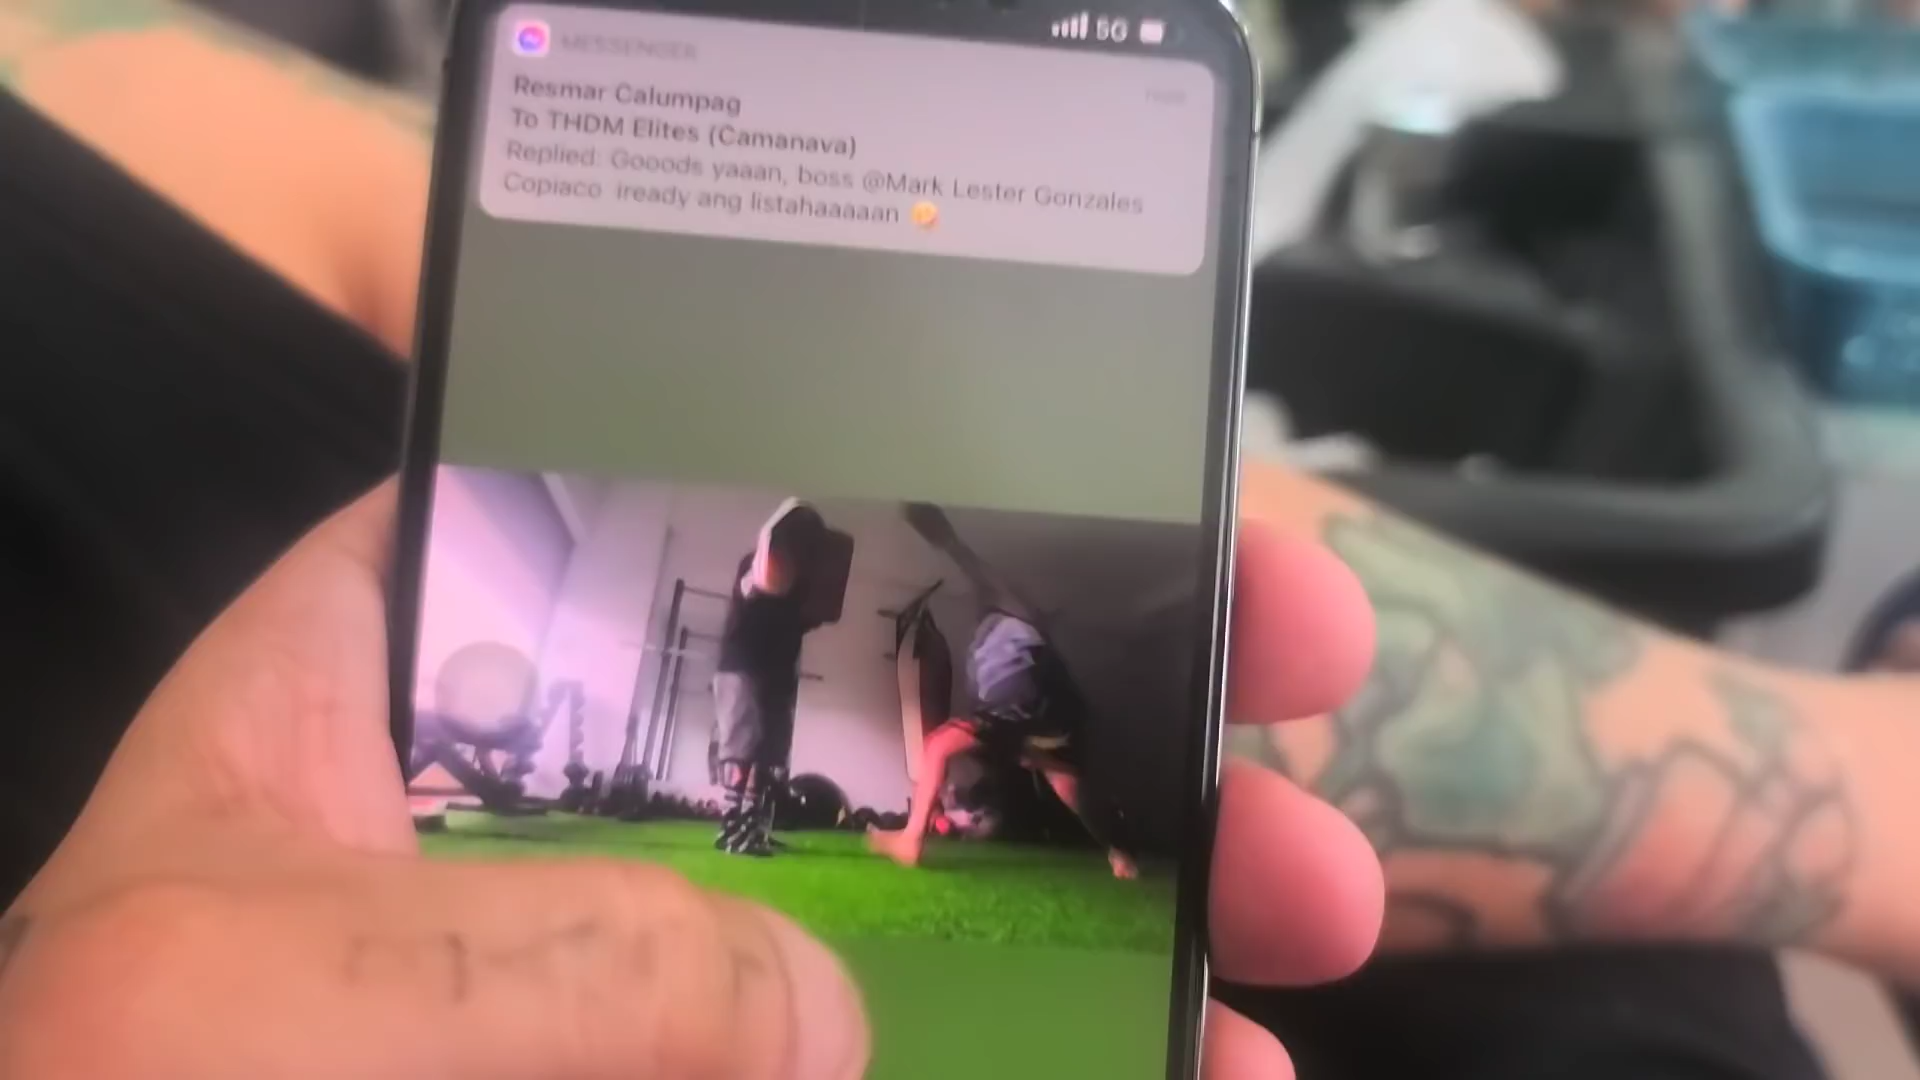 5G
MESSENGER
now
Resmar Calumpag
To THDM Elites (Camanava)
Replied: Gooods yaaan, boss @Mark Lester Gonzales
Copiaco iready ang listahaaaaan 🤔